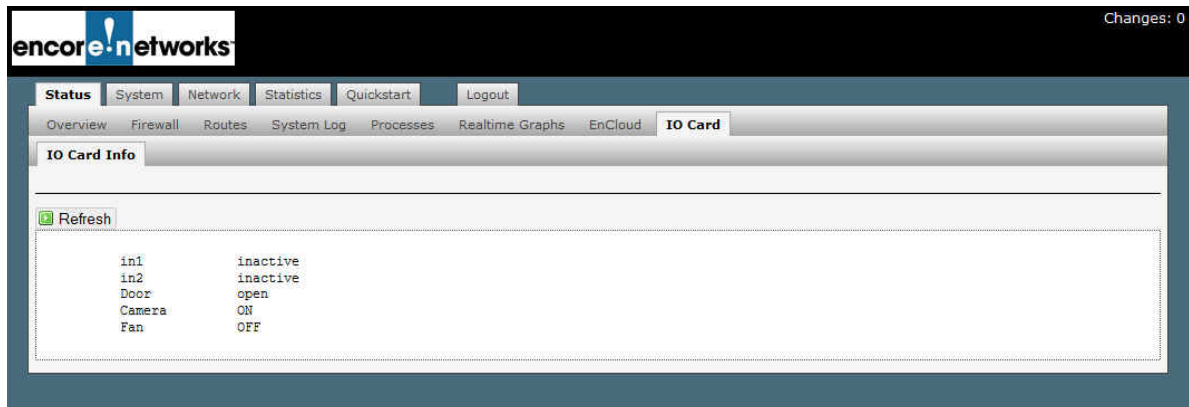 Changes: 0
encore!networks
Status System Network Statistics Quickstart Logout
Overview Firewall Routes System Log Processes Realtime Graphs EnCloud IO Card
IO Card Info
Refresh
in1 inactive
in2 inactive
Door open
Camera ON
Fan OFF